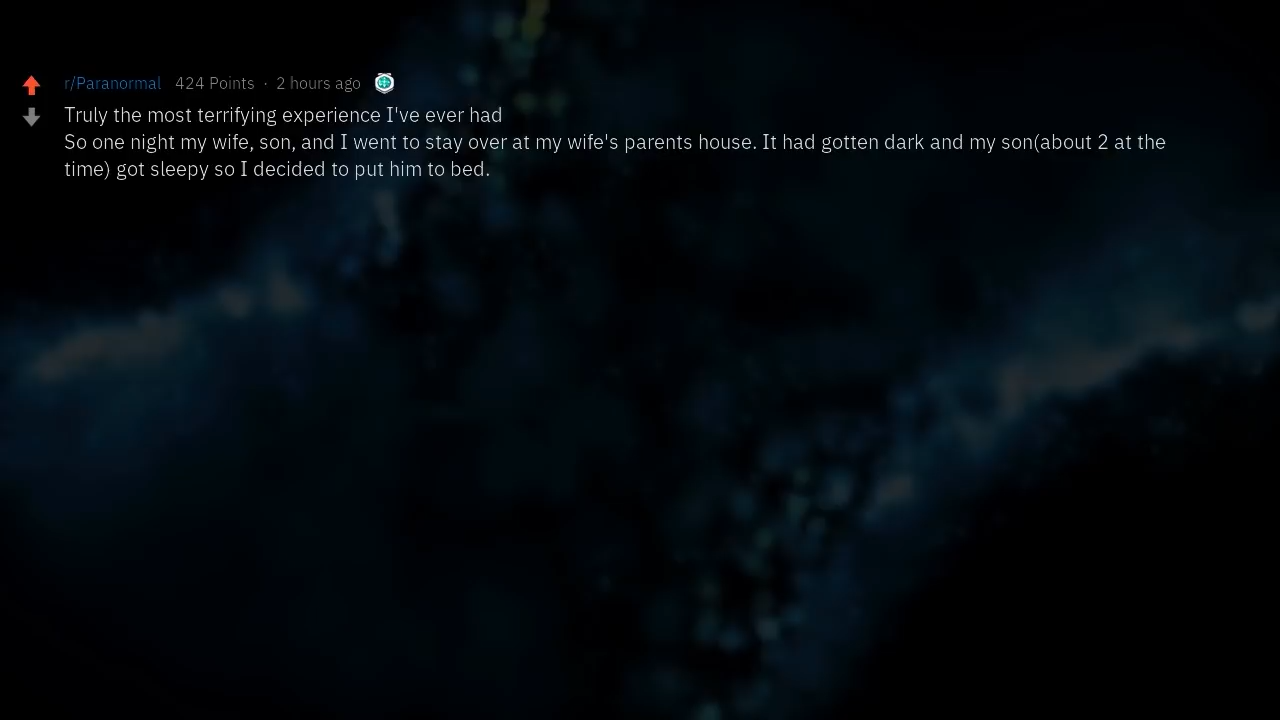 r/Paranormal 424 Points · 2 hours ago
Truly the most terrifying experience I've ever had
So one night my wife, son, and I went to stay over at my wife's parents house. It had gotten dark and my son(about 2 at the
time) got sleepy so I decided to put him to bed.